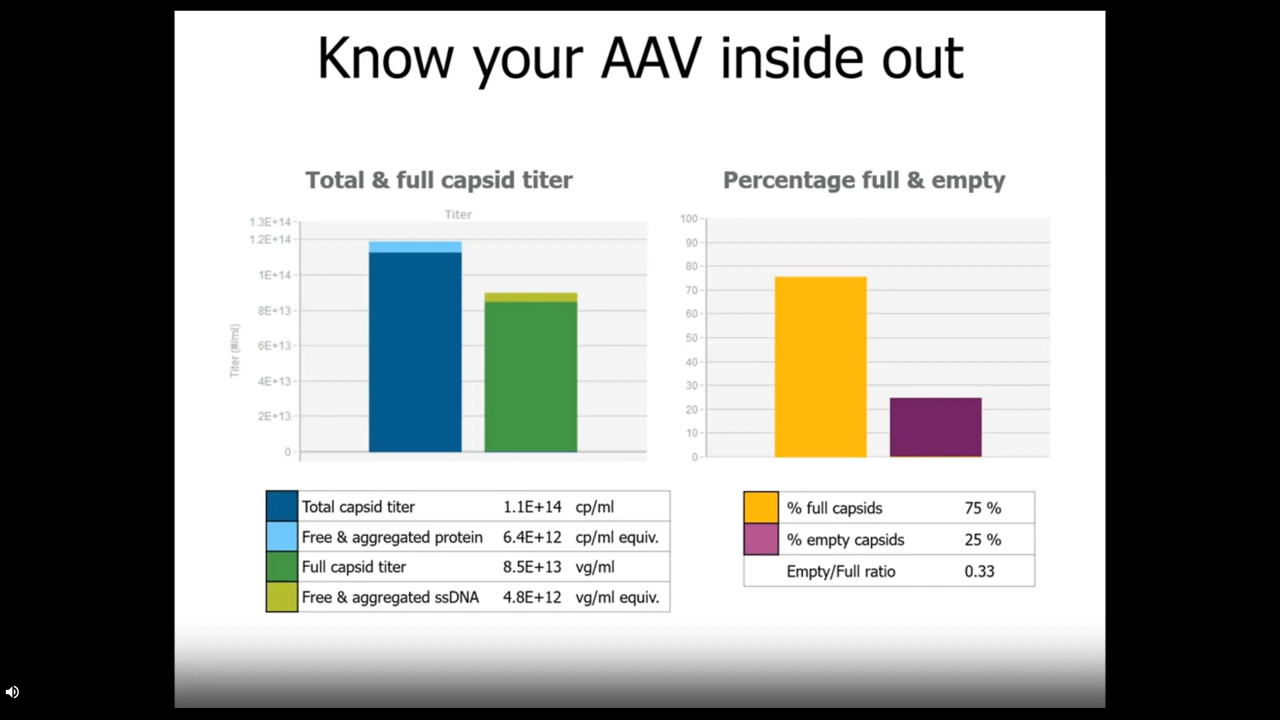 Know your AAV inside out
Total & full capsid titer
Titer
1.3E+14
1.2E+14
1E+14
8E+13
6E+13
4E+13
2E+13
0
Titer (#/ml)
Total capsid titer 1.1E+14 cp/ml
Free & aggregated protein 6.4E+12 cp/ml equiv.
Full capsid titer 8.5E+13 vg/ml
Free & aggregated ssDNA 4.8E+12 vg/ml equiv.
Percentage full & empty
100
90
80
70
60
50
40
30
20
10
0
% full capsids 75 %
% empty capsids 25 %
Empty/Full ratio 0.33